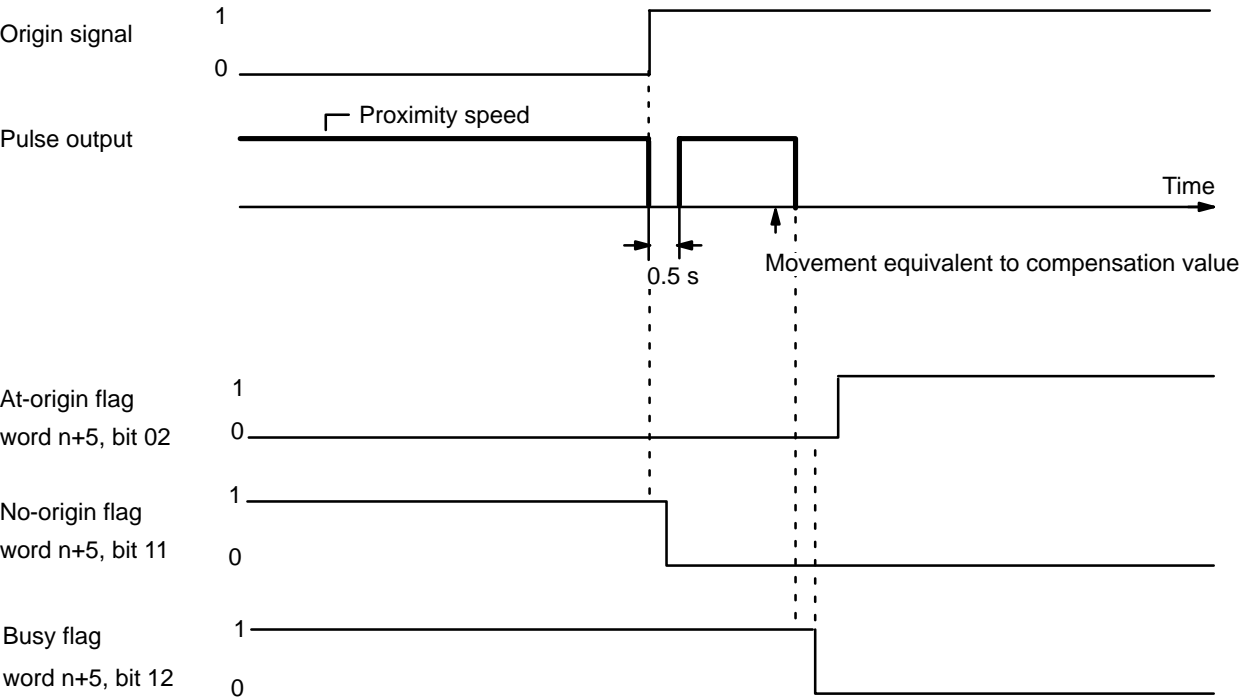 Origin signal
1
0
Proximity speed
Pulse output
Time
0.5 s
Movement equivalent to compensation value
At-origin flag
word n+5, bit 02
1
0
No-origin flag
word n+5, bit 11
1
0
Busy flag
word n+5, bit 12
1
0